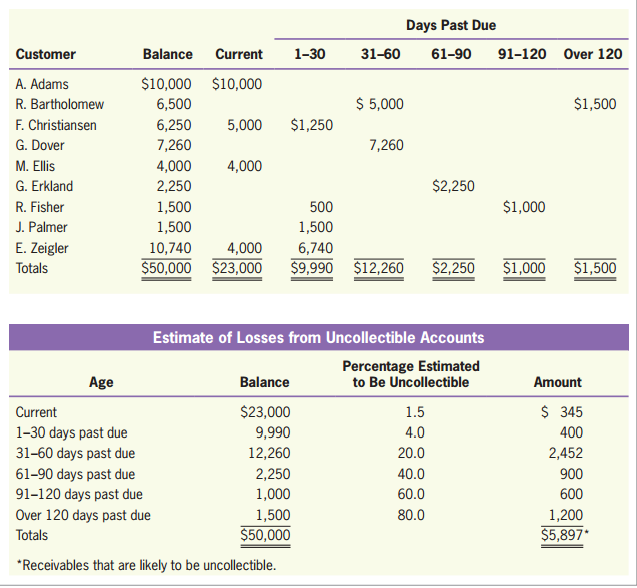 Days Past Due
Customer Balance Current 1–30 31–60 61–90 91–120 Over 120
A. Adams $10,000 $10,000
R. Bartholomew 6,500 $ 5,000 $1,500
F. Christiansen 6,250 5,000 $1,250
G. Dover 7,260 7,260
M. Ellis 4,000 4,000
G. Erkland 2,250 $2,250
R. Fisher 1,500 500 $1,000
J. Palmer 1,500 1,500
E. Zeigler 10,740 4,000 6,740
Totals $50,000 $23,000 $9,990 $12,260 $2,250 $1,000 $1,500
Estimate of Losses from Uncollectible Accounts
Percentage Estimated
Age Balance to Be Uncollectible Amount
Current $23,000 1.5 $ 345
1–30 days past due 9,990 4.0 400
31–60 days past due 12,260 20.0 2,452
61–90 days past due 2,250 40.0 900
91–120 days past due 1,000 60.0 600
Over 120 days past due 1,500 80.0 1,200
Totals $50,000 $5,897*
*Receivables that are likely to be uncollectible.